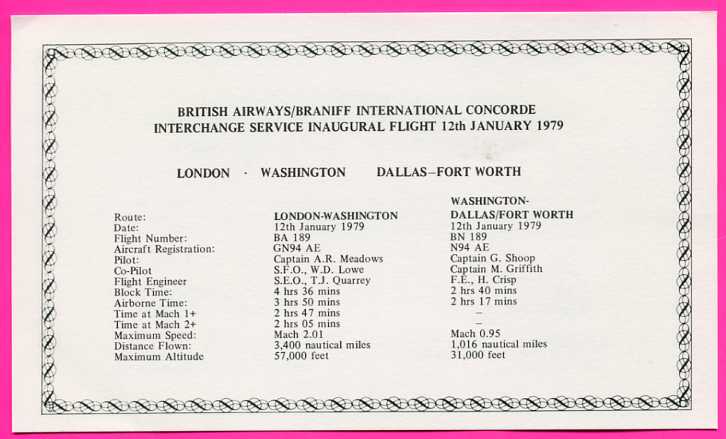 BRITISH AIRWAYS/BRANIFF INTERNATIONAL CONCORDE
INTERCHANGE SERVICE INAUGURAL FLIGHT 12th JANUARY 1979
LONDON · WASHINGTON DALLAS–FORT WORTH
WASHINGTON-
Route: LONDON-WASHINGTON DALLAS/FORT WORTH
Date: 12th January 1979 12th January 1979
Flight Number: BA 189 BN 189
Aircraft Registration: GN94 AE N94 AE
Pilot: Captain A.R. Meadows Captain G. Shoop
Co-Pilot S.F.O., W.D. Lowe Captain M. Griffith
Flight Engineer S.E.O., T.J. Quarrey F.E., H. Crisp
Block Time: 4 hrs 36 mins 2 hrs 40 mins
Airborne Time: 3 hrs 50 mins 2 hrs 17 mins
Time at Mach 1+ 2 hrs 47 mins –
Time at Mach 2+ 2 hrs 05 mins –
Maximum Speed: Mach 2.01 Mach 0.95
Distance Flown: 3,400 nautical miles 1,016 nautical miles
Maximum Altitude 57,000 feet 31,000 feet